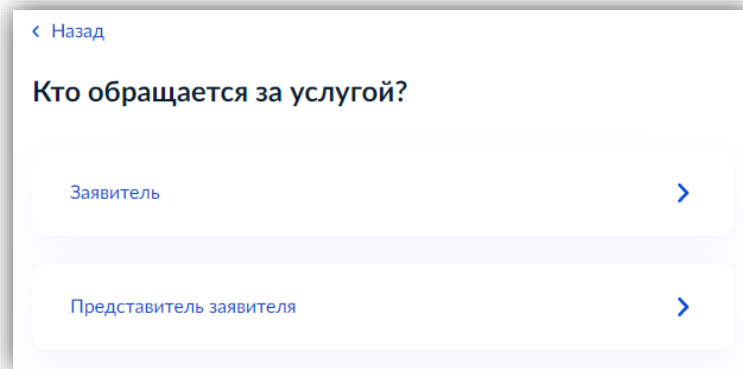 Назад
Кто обращается за услугой?
Заявитель
Представитель заявителя